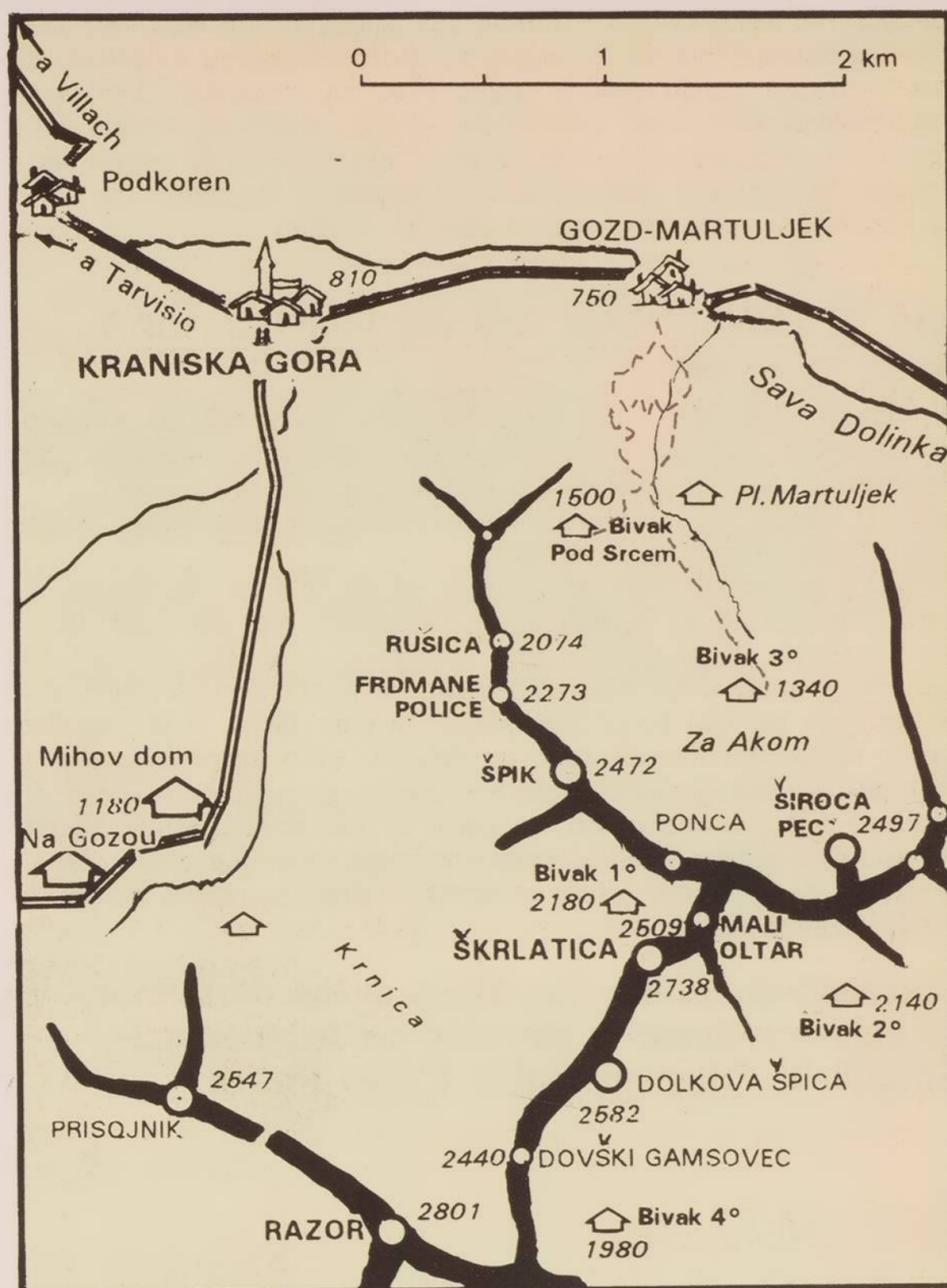 0 1 2 km
a Villach
Podkoren
GOZD-MARTULJEK
a Tarvisio
810
750
KRANISKA GORA
Sava Dolinka
1500
Pl. Martuljek
Bivak
Pod Srcem
RUŠICA 2074
Bivak 3°
FRDMANE
POLICE
2273
1340
Za Akom
Mihov dom
ŠPIK 2472
1180
ŠIROCA
PEC
2497
Na Gozou
PONCA
Bivak 1°
2180
2509
MALI
OLTAR
ŠKRLATICA
Krnica
2738
2140
Bivak 2°
2547
DOLKOVA ŠPICA
2582
PRISOJNIK
2440 DOVŠKI GAMSOVEC
RAZOR
2801
Bivak 4°
1980